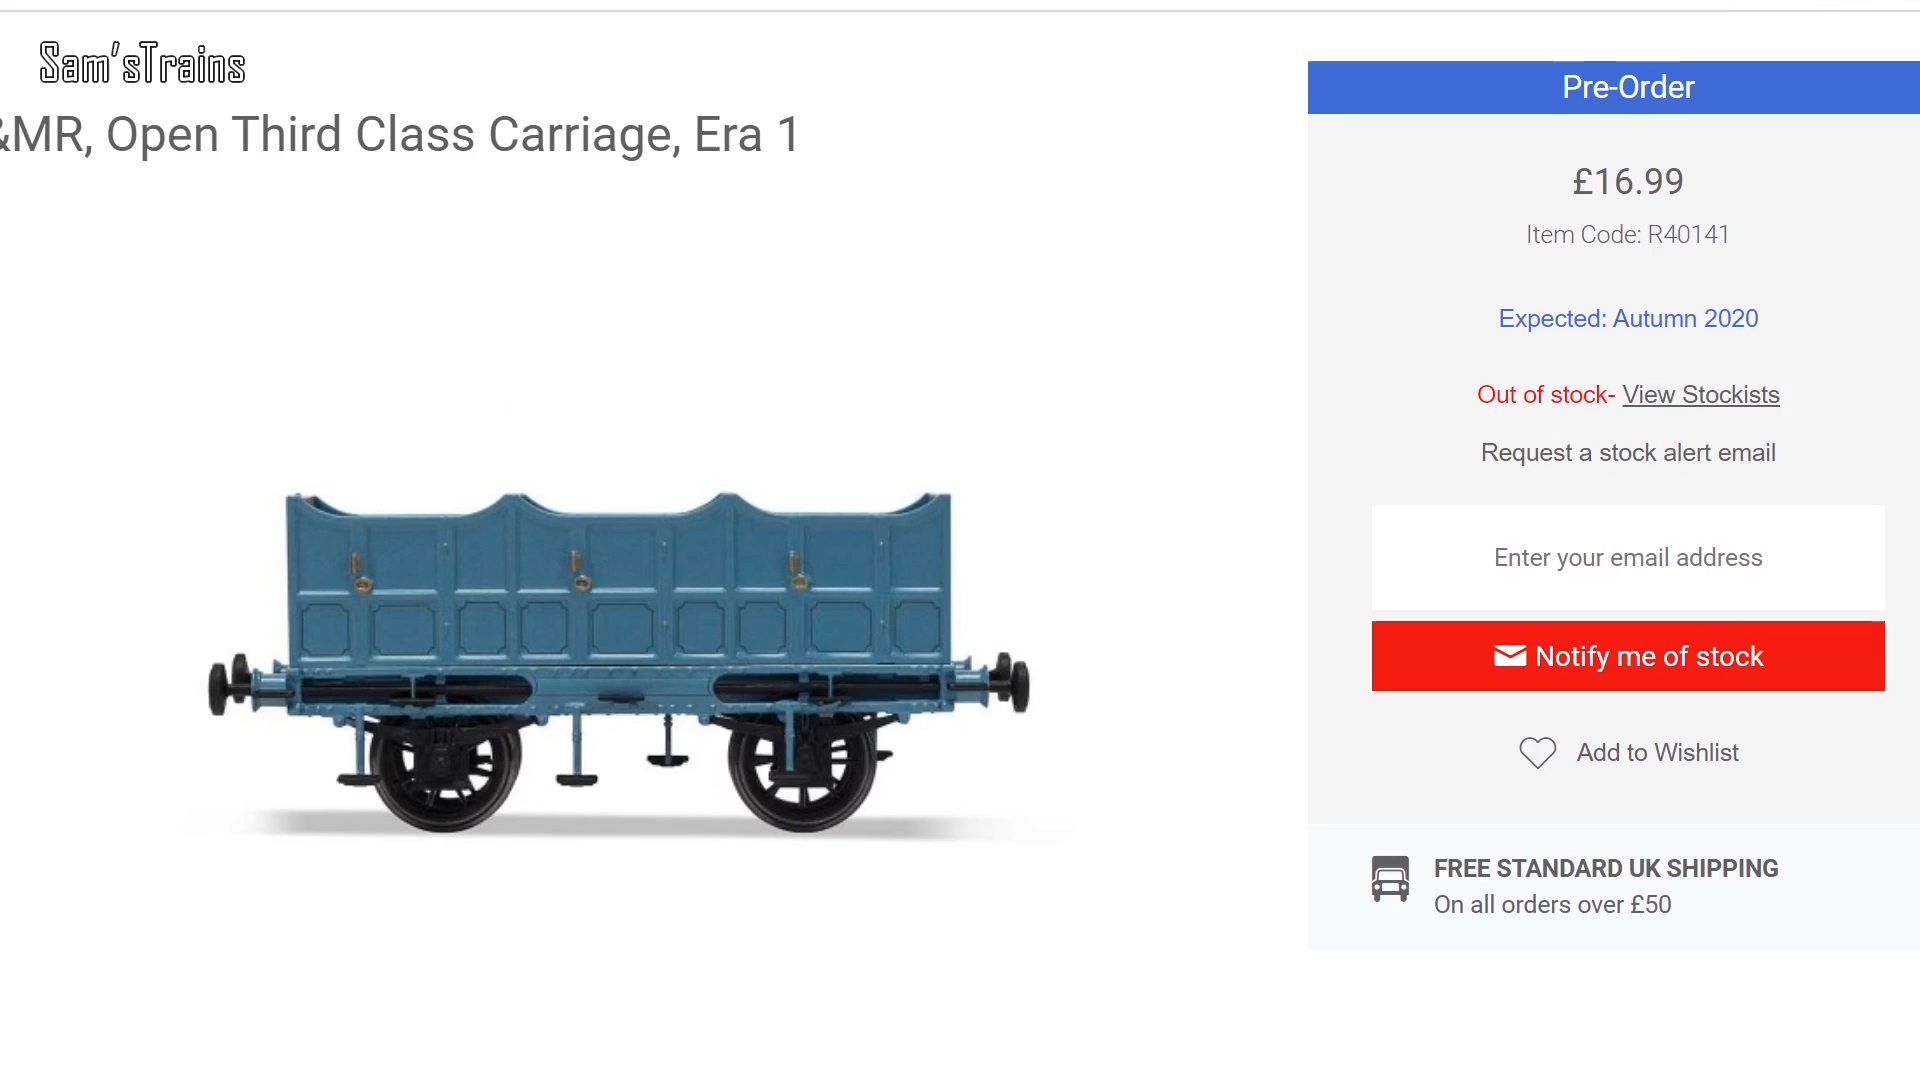 Sam'sTrains
&MR, Open Third Class Carriage, Era 1
Pre-Order
£16.99
Item Code: R40141
Expected: Autumn 2020
Out of stock- View Stockists
Request a stock alert email
Enter your email address
Notify me of stock
Add to Wishlist
FREE STANDARD UK SHIPPING
On all orders over £50